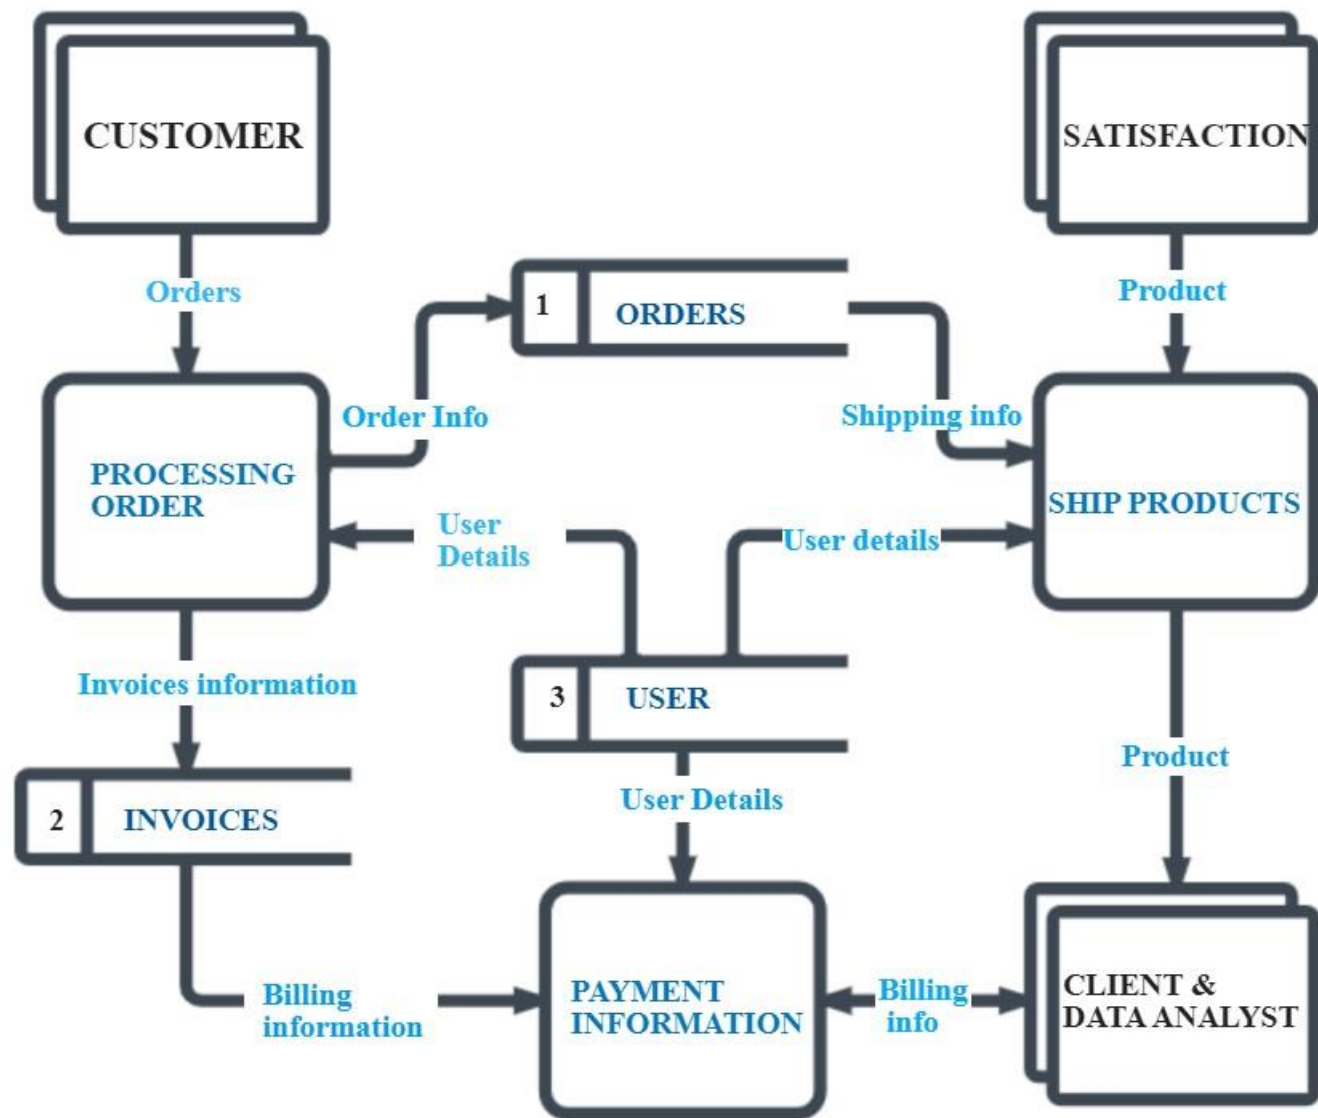 CUSTOMER
SATISFACTION
Orders
Product
1
ORDERS
Order Info
Shipping info
PROCESSING
ORDER
SHIP PRODUCTS
User
Details
User details
Invoices information
3
USER
Product
User Details
2
INVOICES
Billing
information
PAYMENT
INFORMATION
Billing
info
CLIENT &
DATA ANALYST